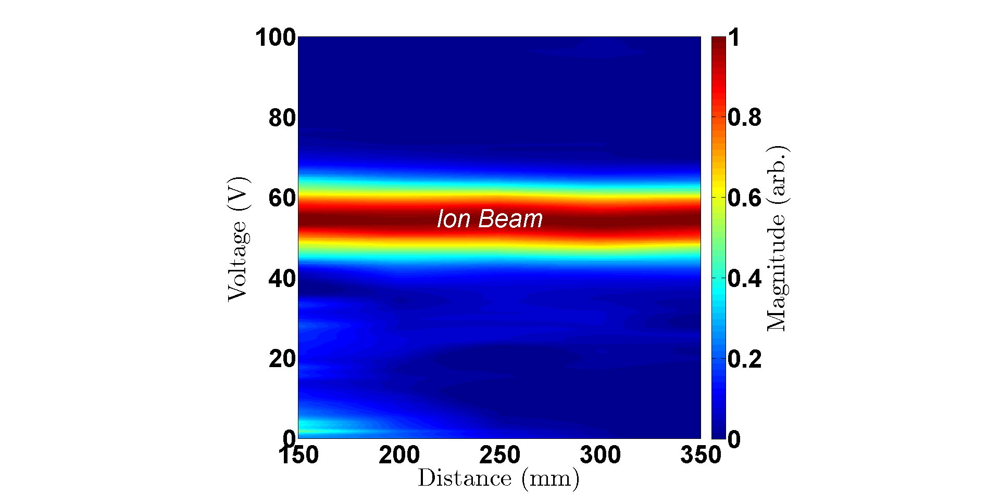 100
80
60
40
20
0
Voltage (V)
Ion Beam
150 200 250 300 350
Distance (mm)
1
0.8
0.6
0.4
0.2
0
Magnitude (arb.)